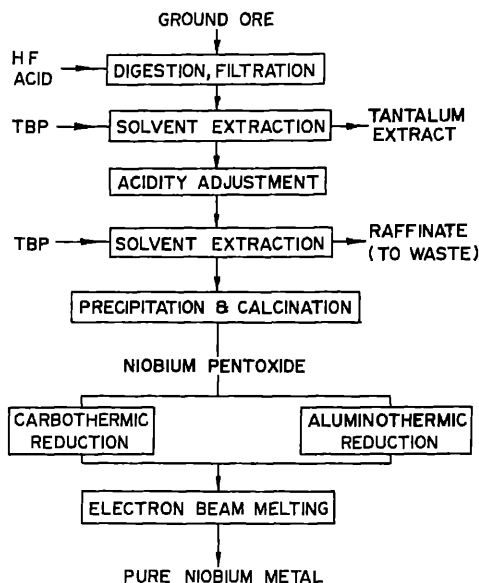 GROUND ORE
HF
ACID
DIGESTION, FILTRATION
TBP
SOLVENT EXTRACTION
TANTALUM
EXTRACT
ACIDITY ADJUSTMENT
TBP
SOLVENT EXTRACTION
RAFFINATE
(TO WASTE)
PRECIPITATION & CALCINATION
NIOBIUM PENTOXIDE
CARBOTHERMIC
REDUCTION
ALUMINOTHERMIC
REDUCTION
ELECTRON BEAM MELTING
PURE NIOBIUM METAL